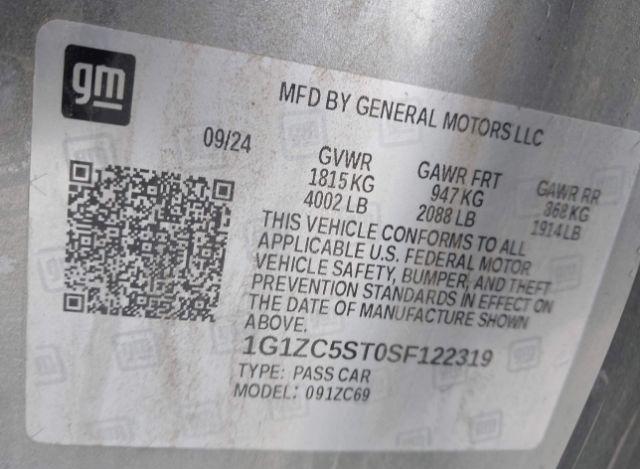 gm
MFD BY GENERAL MOTORS LLC
09/24
GVWR GAWR FRT GAWR RR
1815 KG 947 KG 868 KG
4002 LB 2088 LB 1914 LB
THIS VEHICLE CONFORMS TO ALL
APPLICABLE U.S. FEDERAL MOTOR
VEHICLE SAFETY, BUMPER, AND THEFT
PREVENTION STANDARDS IN EFFECT ON
THE DATE OF MANUFACTURE SHOWN
ABOVE.
1G1ZC5ST0SF122319
TYPE: PASS CAR
MODEL: 091ZC69